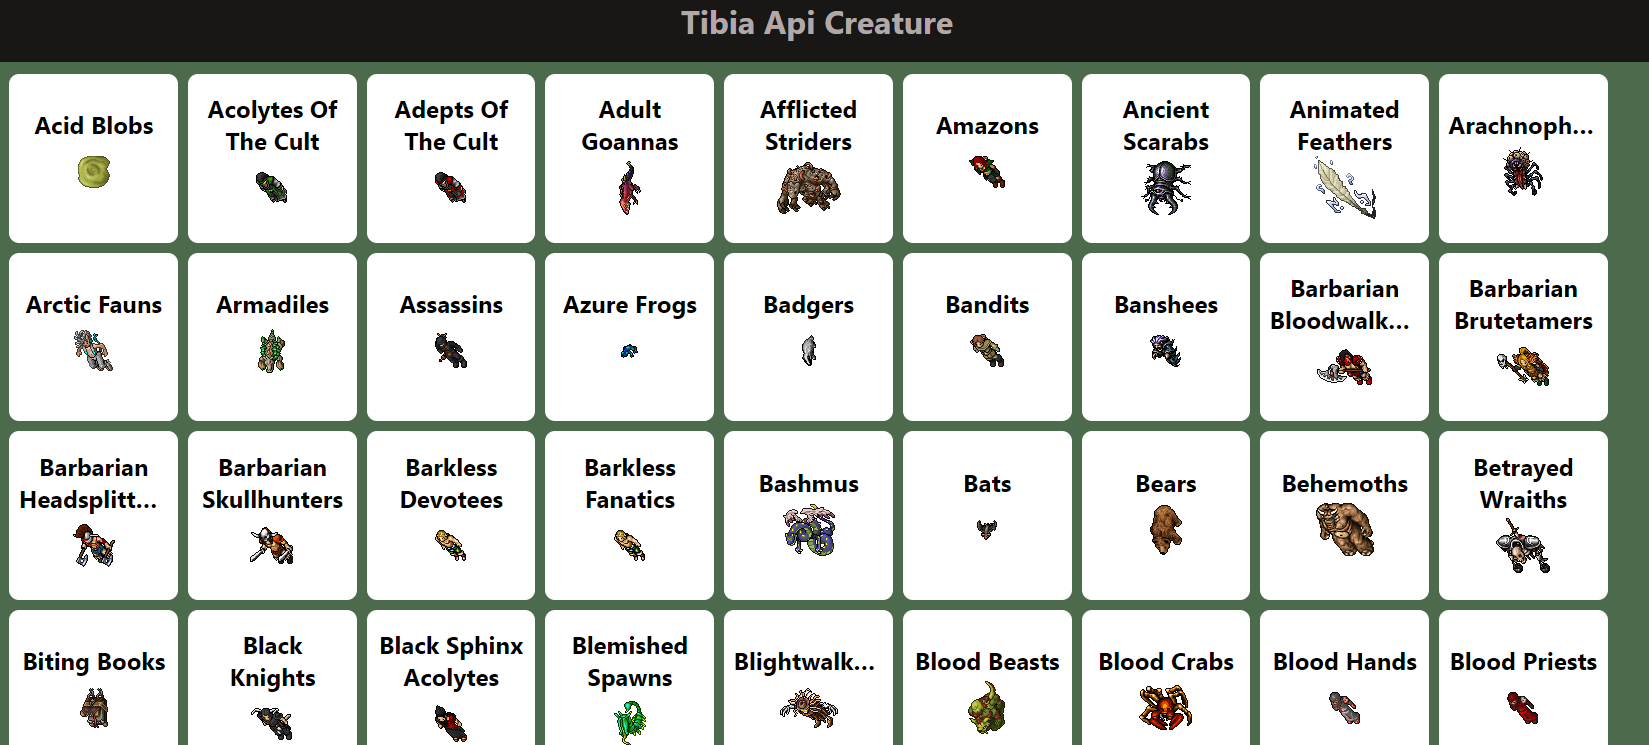 Tibia Api Creature
Acid Blobs
Acolytes Of
The Cult
Adepts Of
The Cult
Adult
Goannas
Afflicted
Striders
Amazons
Ancient
Scarabs
Animated
Feathers
Arachnoph...
Arctic Fauns
Armadiles
Assassins
Azure Frogs
Badgers
Bandits
Banshees
Barbarian
Bloodwalk...
Barbarian
Brutetamers
Barbarian
Headsplitt...
Barbarian
Skullhunters
Barkless
Devotees
Barkless
Fanatics
Bashmus
Bats
Bears
Behemoths
Betrayed
Wraiths
Biting Books
Black
Knights
Black Sphinx
Acolytes
Blemished
Spawns
Blightwalk...
Blood Beasts
Blood Crabs
Blood Hands
Blood Priests